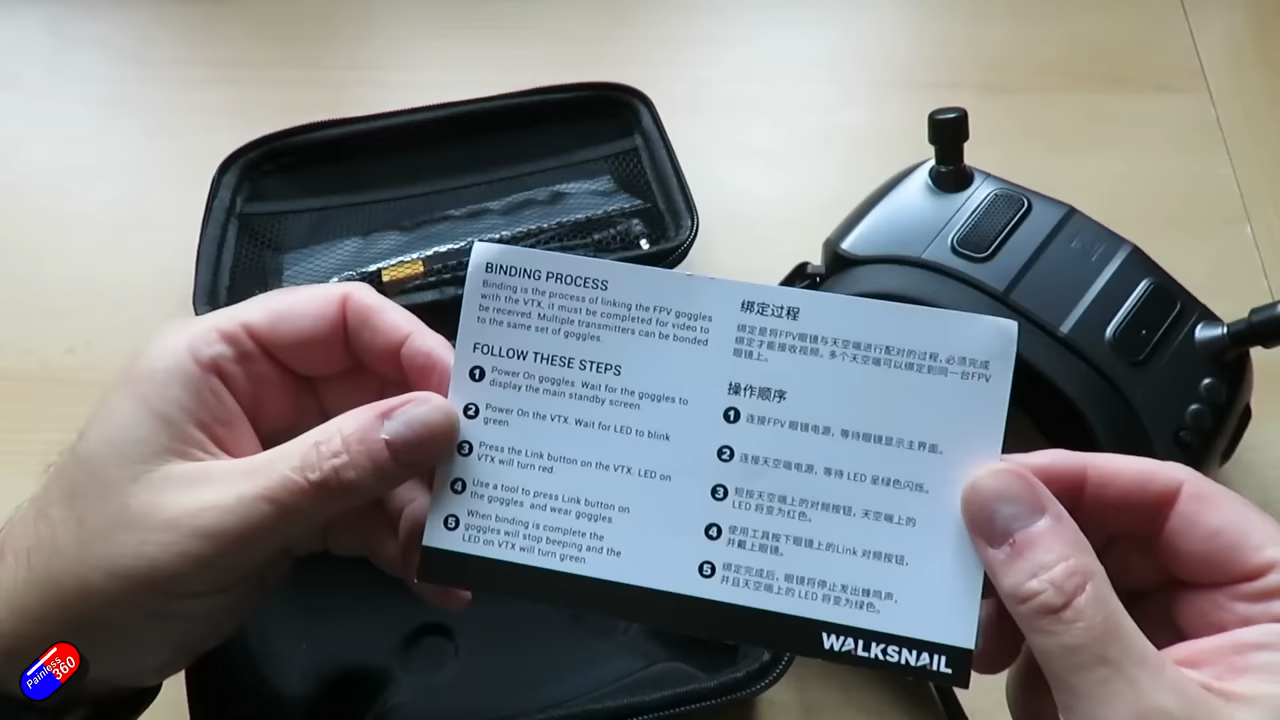 BINDING PROCESS
Binding is the process of linking the FPV goggles
with the VTX, it must be completed for video to
be received. Multiple transmitters can be bonded
to the same set of goggles.
FOLLOW THESE STEPS
1 Power On goggles. Wait for the goggles to
display the main standby screen.
2 Power On the VTX. Wait for LED to blink
green.
3 Press the Link button on the VTX. LED on
VTX will turn red.
4 Use a tool to press Link button on
the goggles and wear goggles.
5 When binding is complete the
goggles will stop beeping and the
LED on VTX will turn green
绑定过程
绑定是将FPV眼镜与天空端进行配对的过程，必须完成
绑定才能接收视频。多个天空端可以绑定到同一台FPV
眼镜上。
操作顺序
1 连接FPV 眼镜电源，等待眼镜显示主界面。
2 连接天空端电源，等待 LED 呈绿色闪烁。
3 短按天空端上的对频按钮，天空端上的
LED 将变为红色。
4 使用工具按下眼镜上的Link 对频按钮，
并戴上眼镜。
5 绑定完成后，眼镜将停止发出蜂鸣声，
并且天空端上的 LED 将变为绿色。
WALKSNAIL
Painless
360